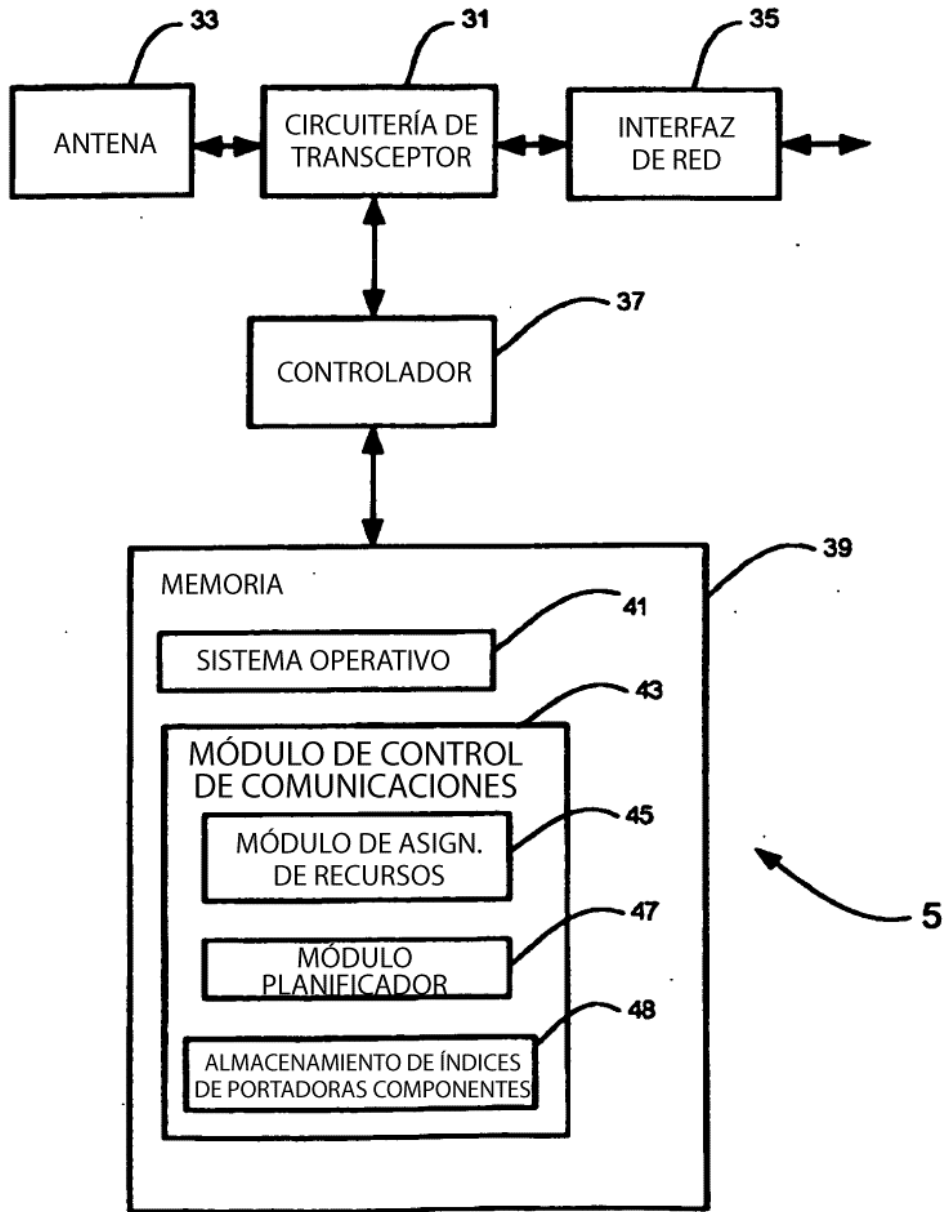 33
31
35
ANTENA
CIRCUITERÍA DE
TRANSCEPTOR
INTERFAZ
DE RED
37
CONTROLADOR
39
MEMORIA
41
SISTEMA OPERATIVO
43
MÓDULO DE CONTROL
DE COMUNICACIONES
45
MÓDULO DE ASIGN.
DE RECURSOS
5
47
MÓDULO
PLANIFICADOR
48
ALMACENAMIENTO DE ÍNDICES
DE PORTADORAS COMPONENTES